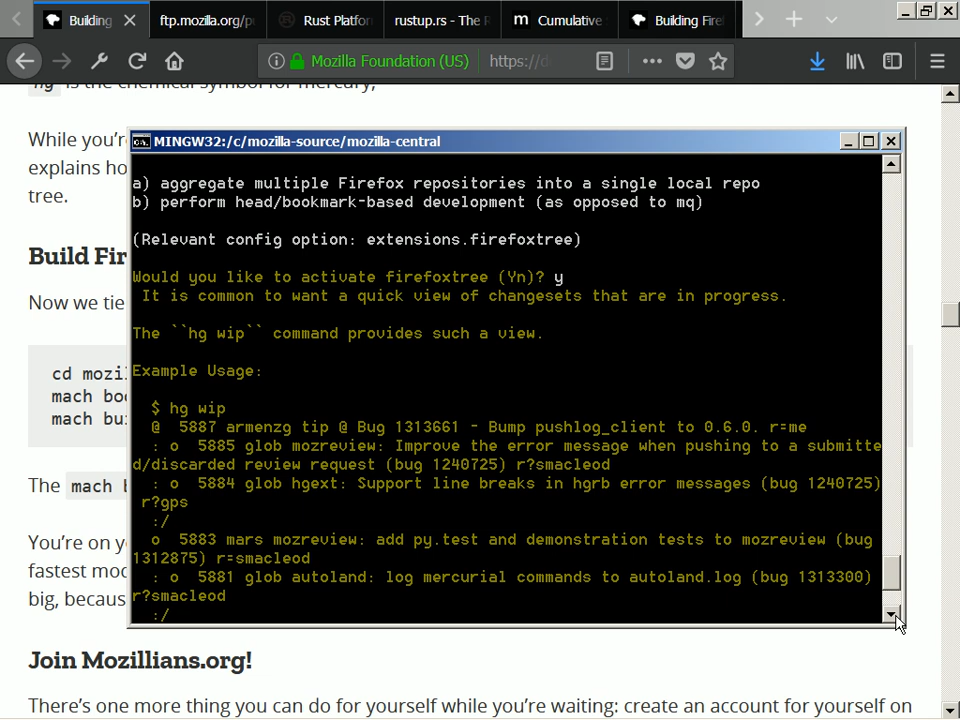 Building
ftp.mozilla.org/p
Rust Platfor
rustup.rs - The R
Cumulative
Building Fire
Mozilla Foundation (US)
https://d
hg is the chemical symbol for mercury,
While you'r
explains ho
tree.
Build Fir
Now we tie
cd mozi
mach boo
mach bui
The mach b
You're on y
fastest mod
big, becaus
Join Mozillians.org!
There's one more thing you can do for yourself while you're waiting: create an account for yourself on
MINGW32:/c/mozilla-source/mozilla-central
a) aggregate multiple Firefox repositories into a single local repo
b) perform head/bookmark-based development (as opposed to mq)
(Relevant config option: extensions.firefoxtree)
Would you like to activate firefoxtree (Yn)? y
It is common to want a quick view of changesets that are in progress.
The ``hg wip`` command provides such a view.
Example Usage:
$ hg wip
@ 5887 armenzg tip @ Bug 1313661 - Bump pushlog_client to 0.6.0. r=me
: o 5885 glob mozreview: Improve the error message when pushing to a submitte
d/discarded review request (bug 1240725) r?smacleod
: o 5884 glob hgext: Support line breaks in hgrb error messages (bug 1240725)
r?gps
:/
o 5883 mars mozreview: add py.test and demonstration tests to mozreview (bug
1312875) r=smacleod
: o 5881 glob autoland: log mercurial commands to autoland.log (bug 1313300)
r?smacleod
:/